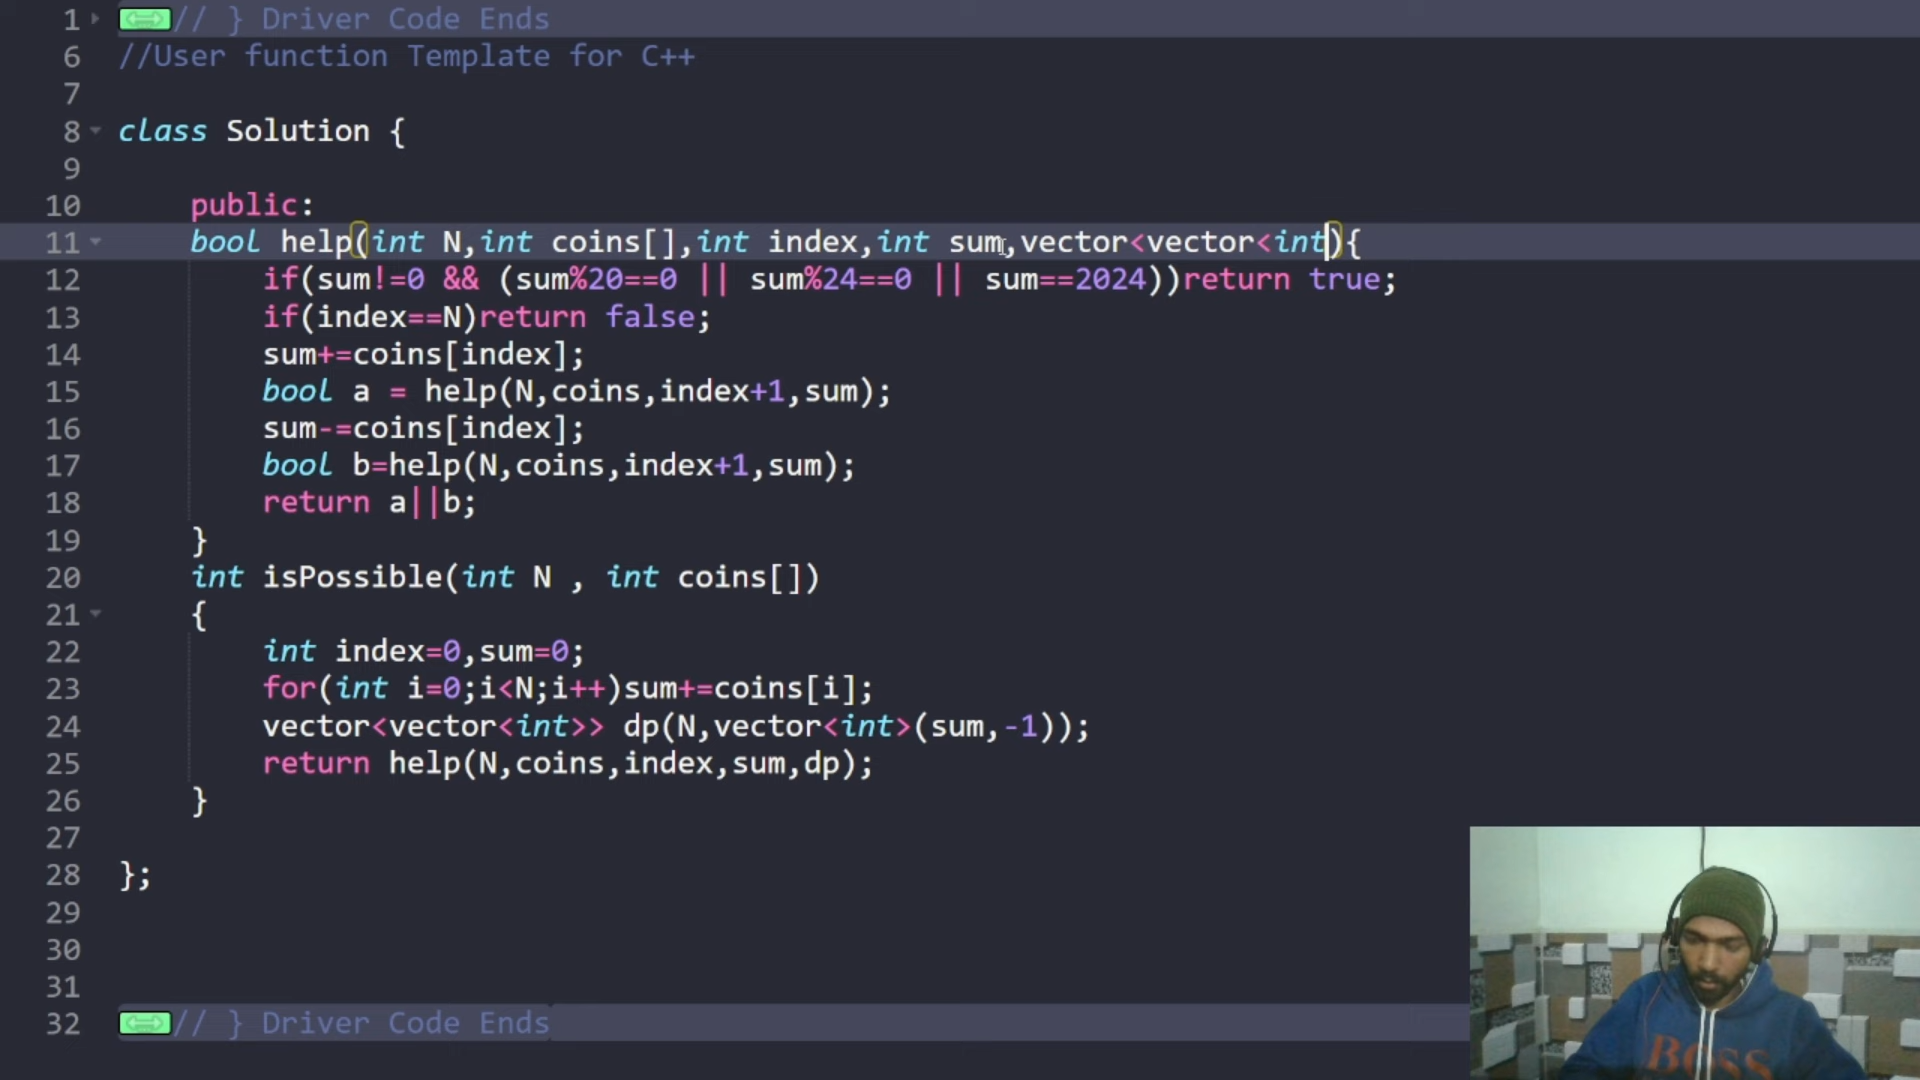 1 // } Driver Code Ends
6 //User function Template for C++
7
8 class Solution {
9
10 public:
11 bool help(int N,int coins[],int index,int sum,vector<vector<int){
12 if(sum!=0 && (sum%20==0 || sum%24==0 || sum==2024))return true;
13 if(index==N)return false;
14 sum+=coins[index];
15 bool a = help(N,coins,index+1,sum);
16 sum-=coins[index];
17 bool b=help(N,coins,index+1,sum);
18 return a||b;
19 }
20 int isPossible(int N , int coins[])
21 {
22 int index=0,sum=0;
23 for(int i=0;i<N;i++)sum+=coins[i];
24 vector<vector<int>> dp(N,vector<int>(sum,-1));
25 return help(N,coins,index,sum,dp);
26 }
27
28 };
29
30
31
32 // } Driver Code Ends
BOSS